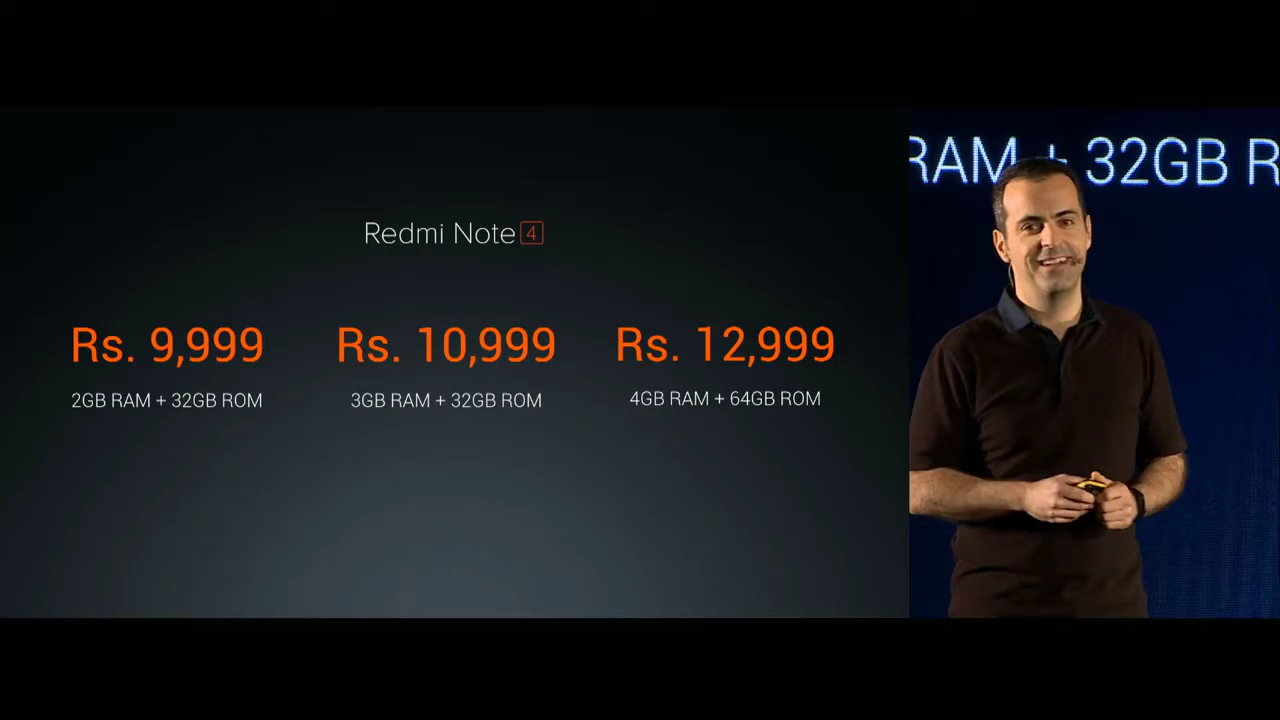 Redmi Note 4
Rs. 9,999
Rs. 10,999
Rs. 12,999
2GB RAM + 32GB ROM
3GB RAM + 32GB ROM
4GB RAM + 64GB ROM
RAM + 32GB R